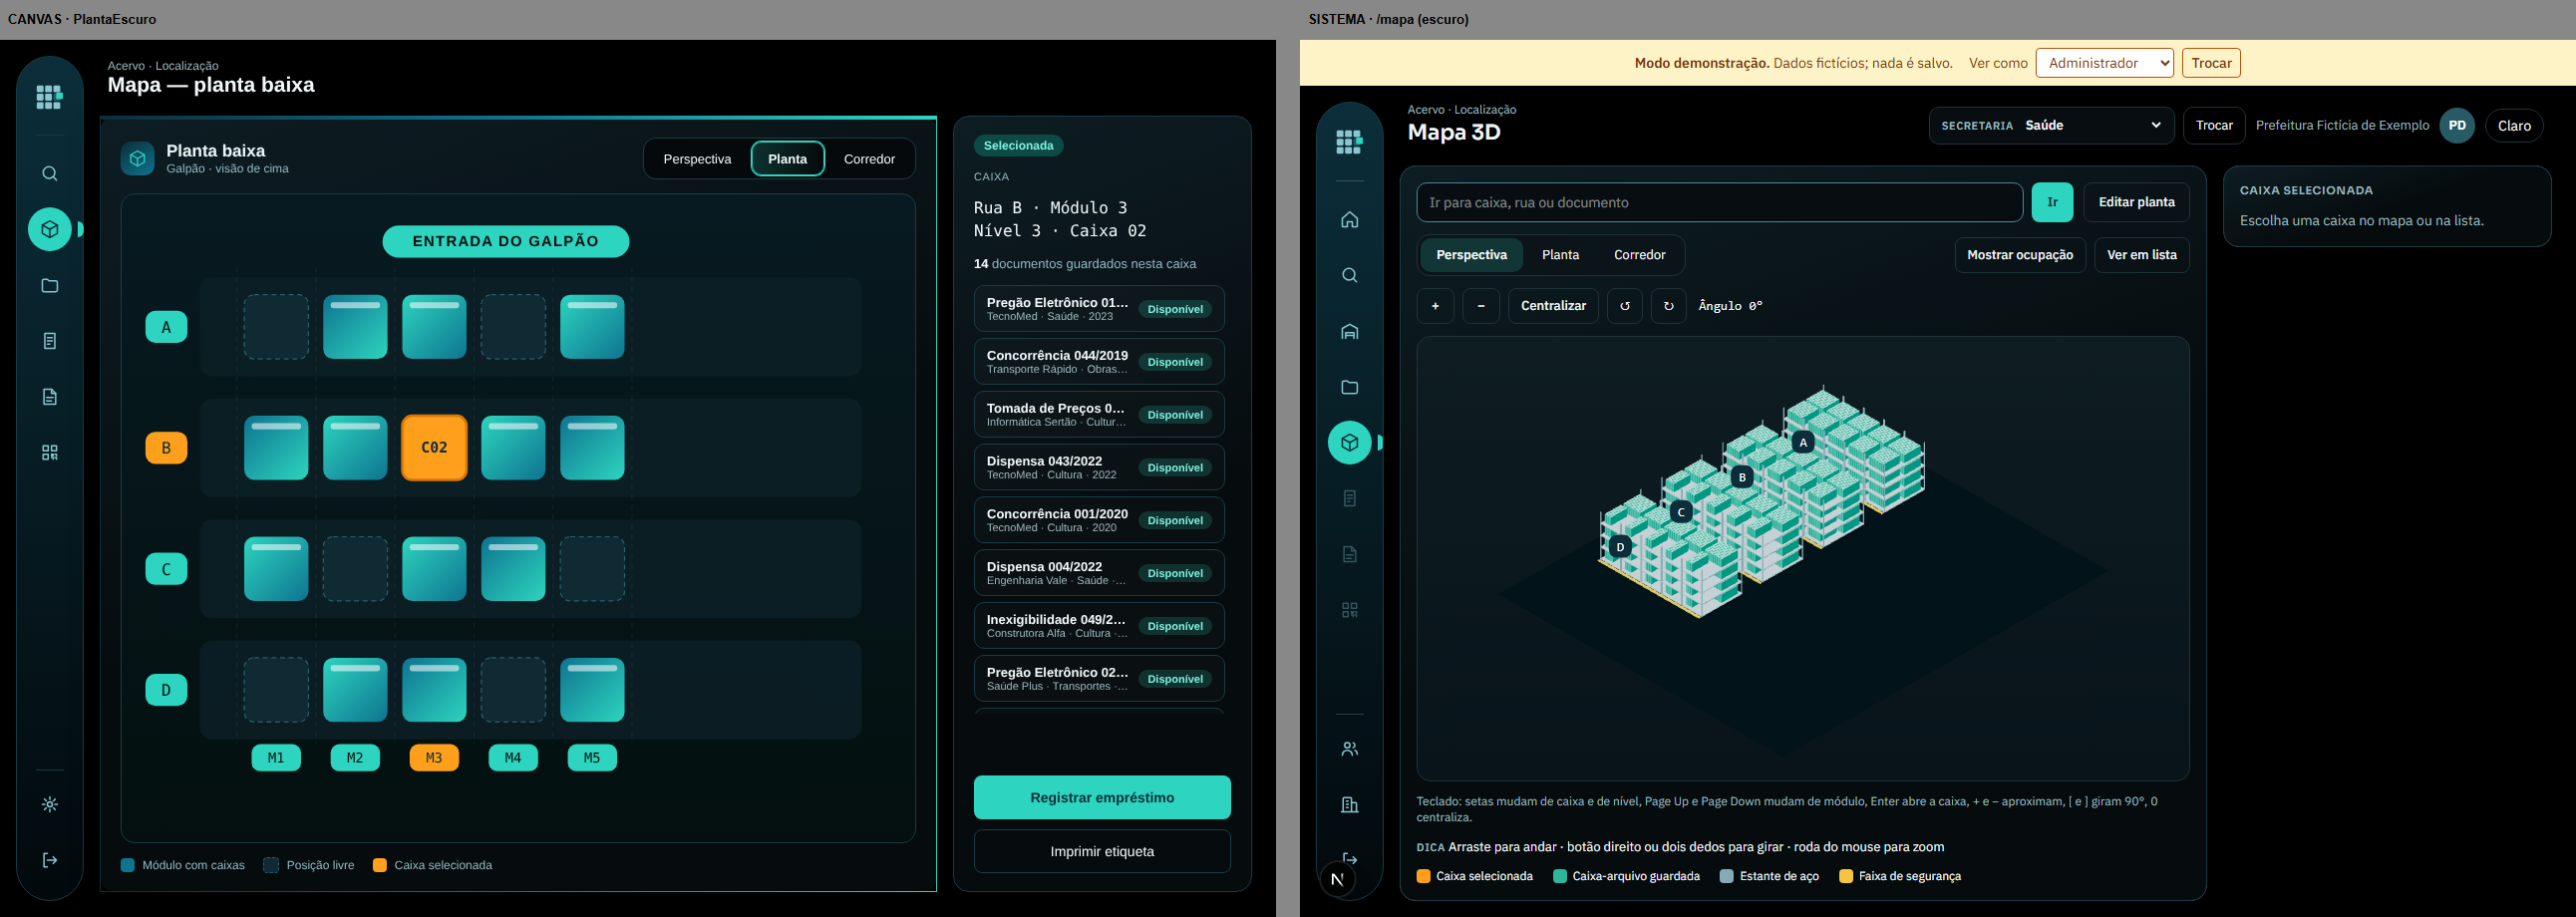 CANVAS · PlantaEscuro
Acervo · Localização
Mapa — planta baixa
Planta baixa
Galpão · visão de cima
Perspectiva
Planta
Corredor
ENTRADA DO GALPÃO
A
B
C02
C
D
M1
M2
M3
M4
M5
Módulo com caixas
Posição livre
Caixa selecionada
Selecionada
CAIXA
Rua B · Módulo 3
Nível 3 · Caixa 02
14 documentos guardados nesta caixa
Pregão Eletrônico 01...
TecnoMed · Saúde · 2023
Disponível
Concorrência 044/2019
Transporte Rápido · Obras...
Disponível
Tomada de Preços 0...
Informática Sertão · Cultur...
Disponível
Dispensa 043/2022
TecnoMed · Cultura · 2022
Disponível
Concorrência 001/2020
TecnoMed · Cultura · 2020
Disponível
Dispensa 004/2022
Engenharia Vale · Saúde ·...
Disponível
Inexigibilidade 049/2...
Construtora Alfa · Cultura ·...
Disponível
Pregão Eletrônico 02...
Saúde Plus · Transportes ·...
Disponível
Registrar empréstimo
Imprimir etiqueta
SISTEMA · /mapa (escuro)
Modo demonstração. Dados fictícios; nada é salvo.
Ver como
Administrador
Trocar
Acervo · Localização
Mapa 3D
SECRETARIA Saúde
Trocar
Prefeitura Fictícia de Exemplo
PD
Claro
Ir para caixa, rua ou documento
Ir
Editar planta
Perspectiva
Planta
Corredor
Mostrar ocupação
Ver em lista
+
−
Centralizar
↺
↻
Ângulo 0°
A
B
C
D
Teclado: setas mudam de caixa e de nível, Page Up e Page Down mudam de módulo, Enter abre a caixa, + e − aproximam, [ e ] giram 90°, 0
centraliza.
DICA Arraste para andar · botão direito ou dois dedos para girar · roda do mouse para zoom
Caixa selecionada
Caixa-arquivo guardada
Estante de aço
Faixa de segurança
N
CAIXA SELECIONADA
Escolha uma caixa no mapa ou na lista.